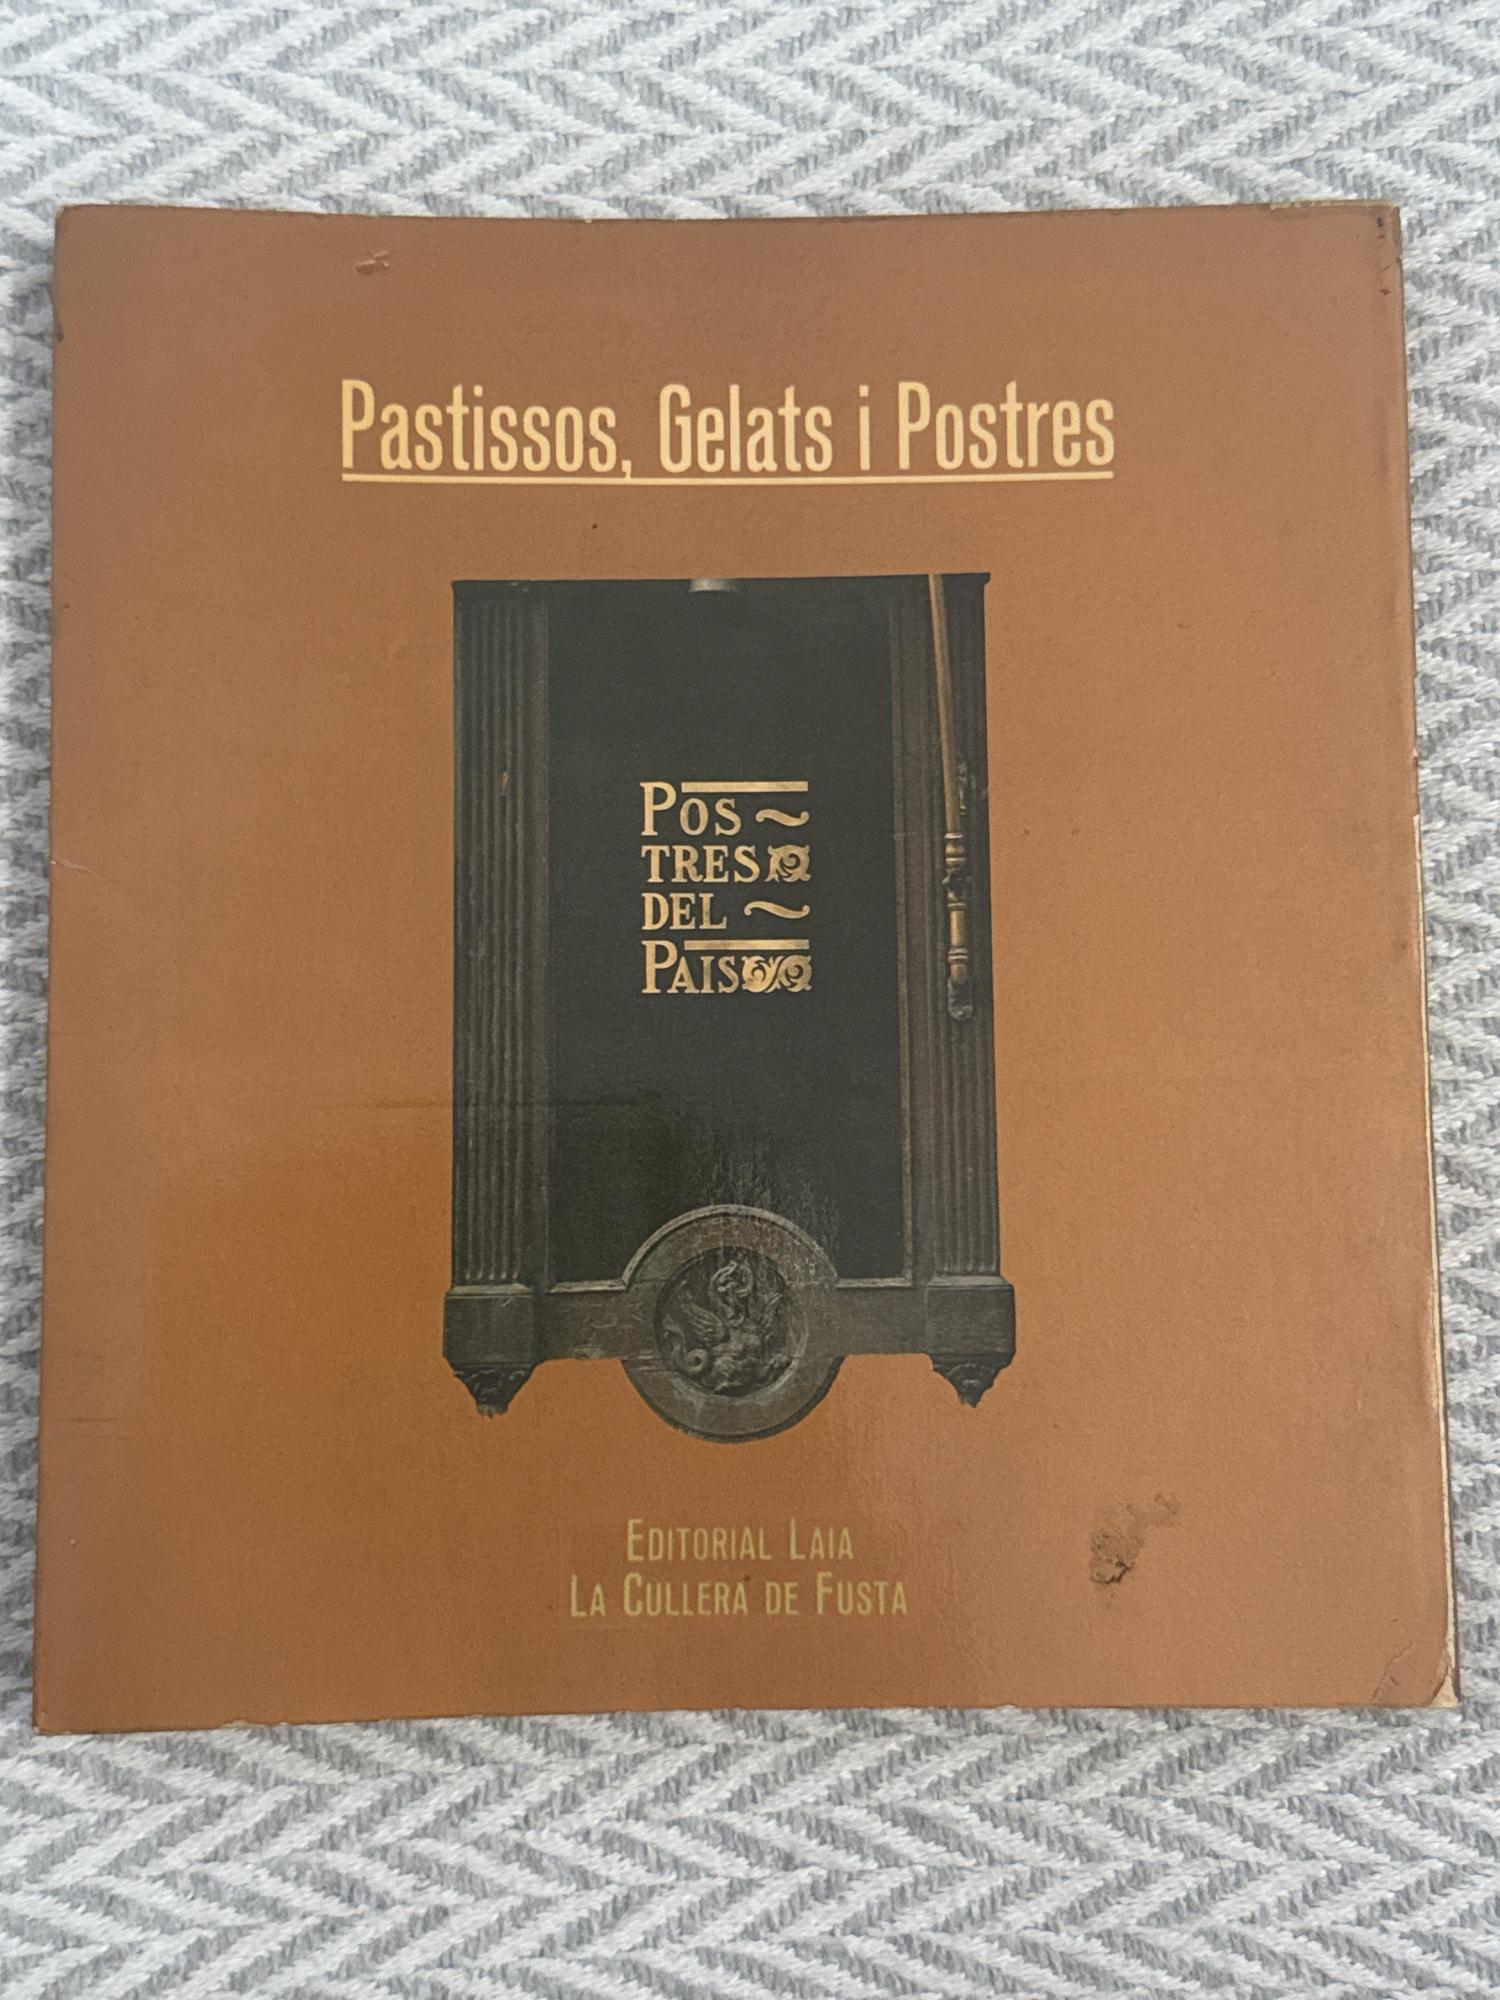 Pastissos, Gelats i Postres
POS
TRES
DEL
PAIS
EDITORIAL LAIA
LA CULLERA DE FUSTA